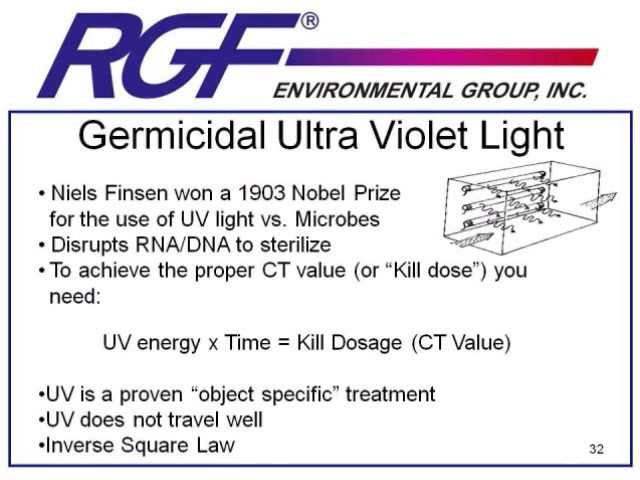 RGF®
ENVIRONMENTAL GROUP, INC.
Germicidal Ultra Violet Light
• Niels Finsen won a 1903 Nobel Prize
for the use of UV light vs. Microbes
• Disrupts RNA/DNA to sterilize
• To achieve the proper CT value (or “Kill dose”) you
need:
UV energy x Time = Kill Dosage (CT Value)
•UV is a proven “object specific” treatment
•UV does not travel well
•Inverse Square Law
32